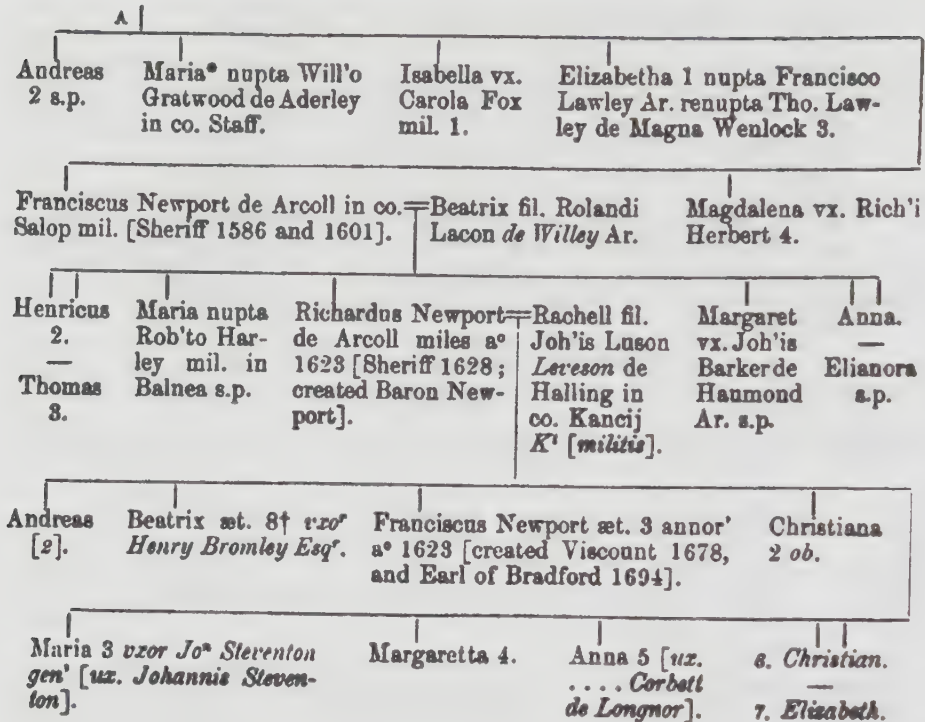 A
Andreas
2 s.p.
Maria* nupta Will'o
Gratwood de Aderley
in co. Staff.
Isabella vx.
Carola Fox
mil. 1.
Elizabetha 1 nupta Francisco
Lawley Ar. renupta Tho. Law-
ley de Magna Wenlock 3.
Franciscus Newport de Arcoll in co.
Salop mil. [Sheriff 1586 and 1601].
Beatrix fil. Rolandi
Lacon de Willey Ar.
Magdalena vx. Rich'i
Herbert 4.
Henricus
2.
—
Thomas
3.
Maria nupta
Rob'to Har-
ley mil. in
Balnea s.p.
Richardus Newport
de Arcoll miles aº
1623 [Sheriff 1628;
created Baron New-
port].
Rachell fil.
Joh'is Luson
Leveson de
Halling in
co. Kancij
Kᵗ [militis].
Margaret
vx. Joh'is
Barker de
Haumond
Ar. s.p.
Anna.
—
Elianora
s.p.
Andreas
[2].
Beatrix æt. 8† vxoʳ
Henry Bromley Esqʳ.
Franciscus Newport æt. 3 annor'
aº 1623 [created Viscount 1678,
and Earl of Bradford 1694].
Christiana
2 ob.
Maria 3 vxor Joⁿ Steventon
gen' [ux. Johannis Steven-
ton].
Margaretta 4.
Anna 5 [ux.
.... Corbett
de Longnor].
6. Christian.
—
7. Elizabeth.